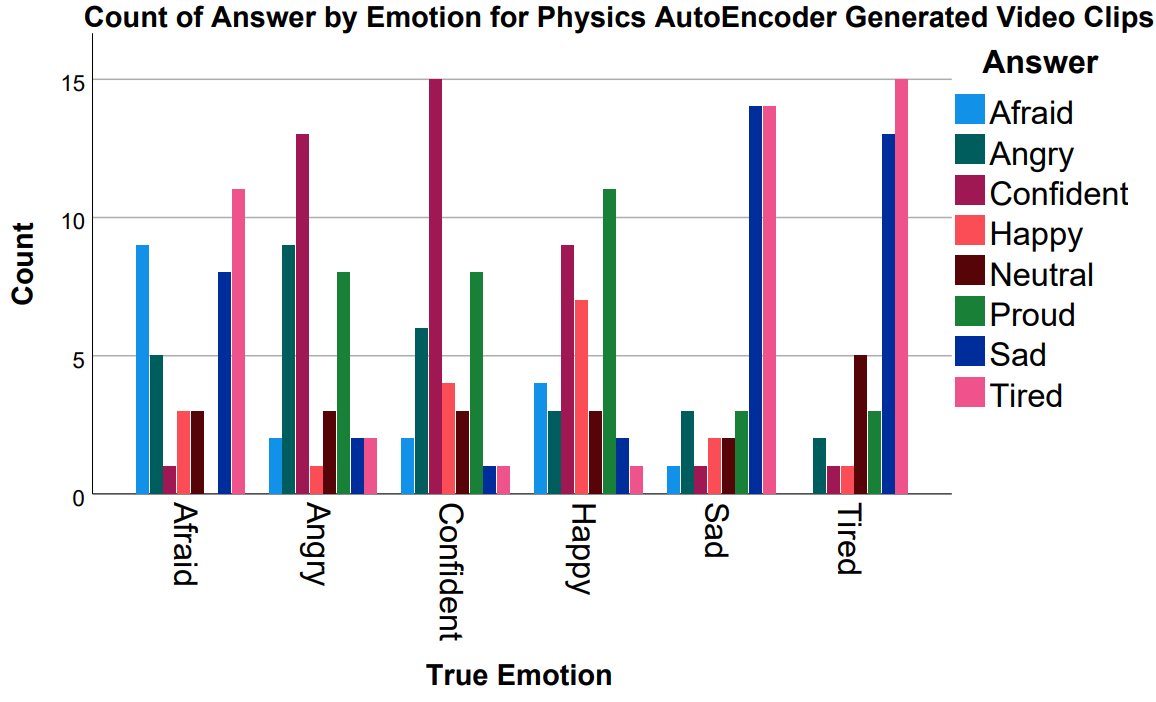 Count of Answer by Emotion for Physics AutoEncoder Generated Video Clips
Answer
Afraid
Angry
Confident
Happy
Neutral
Proud
Sad
Tired
Count
15
10
5
0
Afraid
Angry
Confident
Happy
Sad
Tired
True Emotion